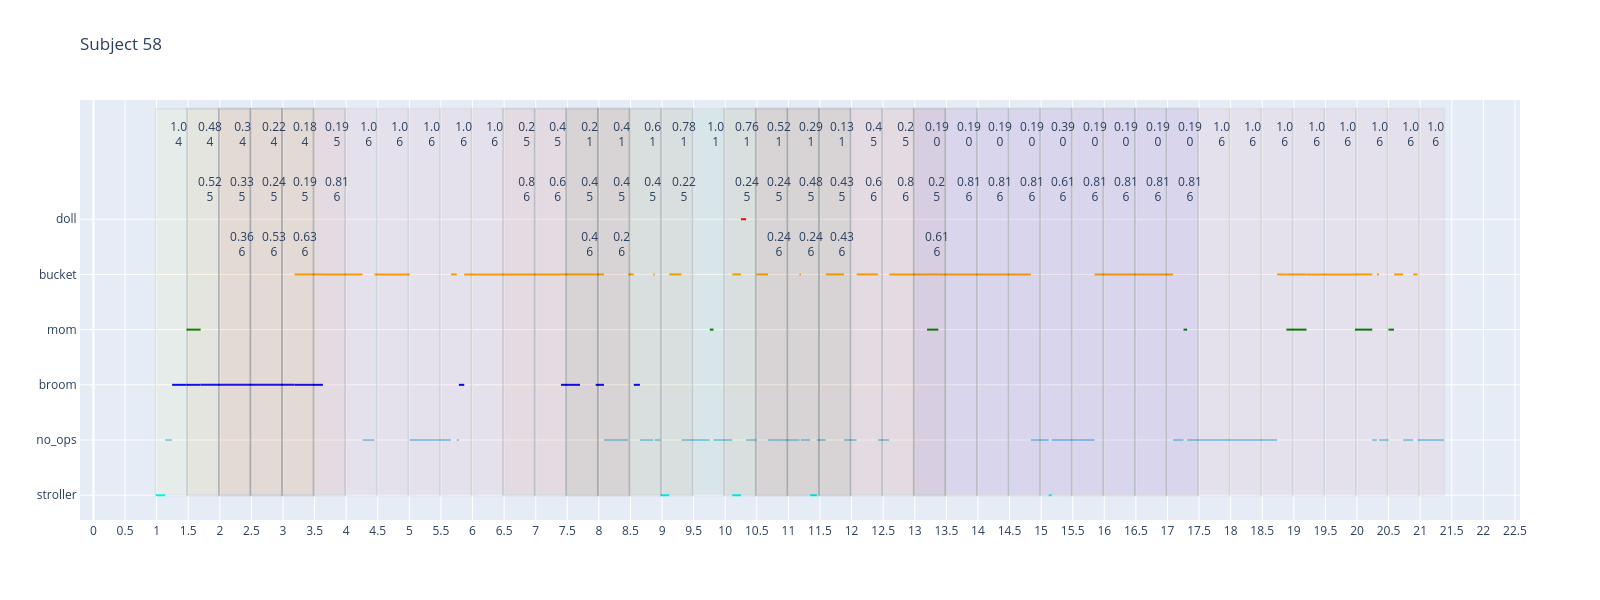 Subject 58
1.0 0.48 0.3 0.22 0.18 0.19 1.0 1.0 1.0 1.0 1.0 0.2 0.4 0.2 0.4 0.6 0.78 1.0 0.76 0.52 0.29 0.13 0.4 0.2 0.19 0.19 0.19 0.19 0.39 0.19 0.19 0.19 0.19 1.0 1.0 1.0 1.0 1.0 1.0 1.0 1.0
4 4 4 4 4 5 6 6 6 6 6 5 5 1 1 1 1 1 1 1 1 1 5 5 0 0 0 0 0 0 0 0 0 6 6 6 6 6 6 6 6
0.52 0.33 0.24 0.19 0.81 0.8 0.6 0.4 0.4 0.4 0.22 0.24 0.24 0.48 0.43 0.6 0.8 0.2 0.81 0.81 0.81 0.61 0.81 0.81 0.81 0.81
5 5 5 5 6 6 6 5 5 5 5 5 5 5 5 6 6 5 6 6 6 6 6 6 6 6
doll
0.36 0.53 0.63 0.4 0.2 0.24 0.24 0.43 0.61
6 6 6 6 6 6 6 6 6
bucket
mom
broom
no_ops
stroller
0 0.5 1 1.5 2 2.5 3 3.5 4 4.5 5 5.5 6 6.5 7 7.5 8 8.5 9 9.5 10 10.5 11 11.5 12 12.5 13 13.5 14 14.5 15 15.5 16 16.5 17 17.5 18 18.5 19 19.5 20 20.5 21 21.5 22 22.5